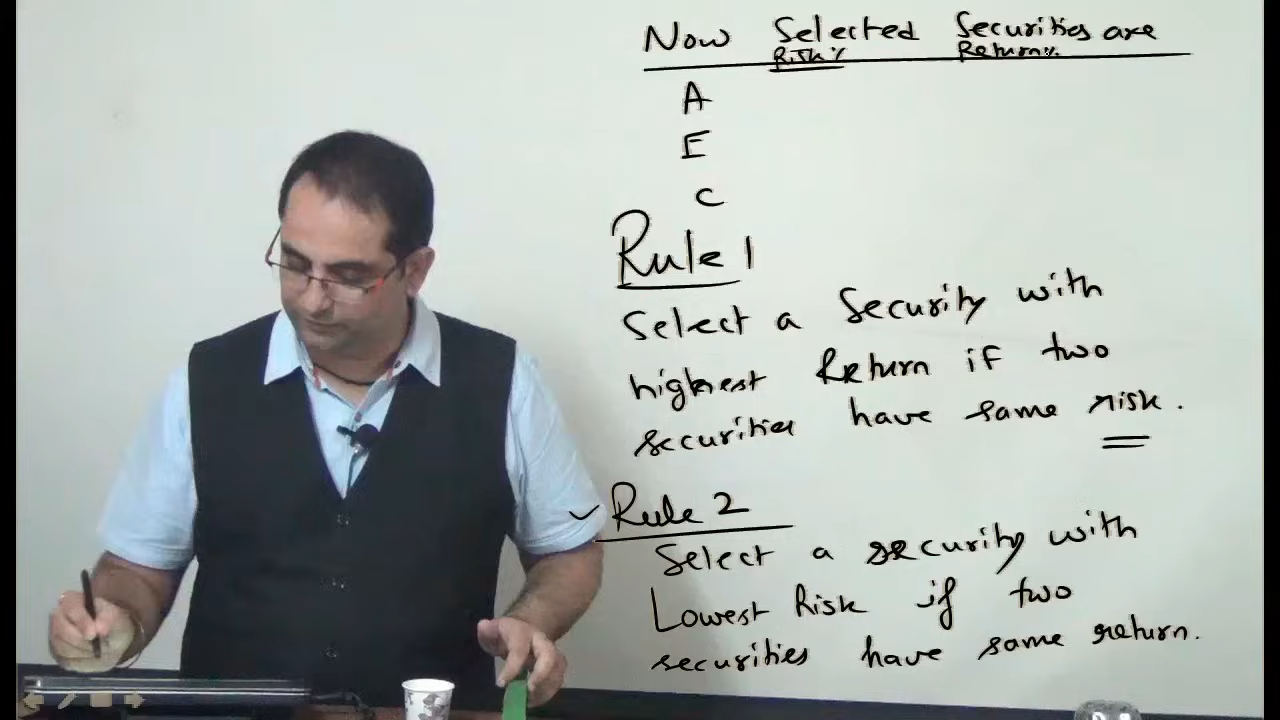 Now Selected Securities are
Risk% Return%
A
E
C
Rule 1
Select a Security with
highest Return if two
securities have same risk.
Rule 2
Select a security with
Lowest Risk if two
securities have same return.